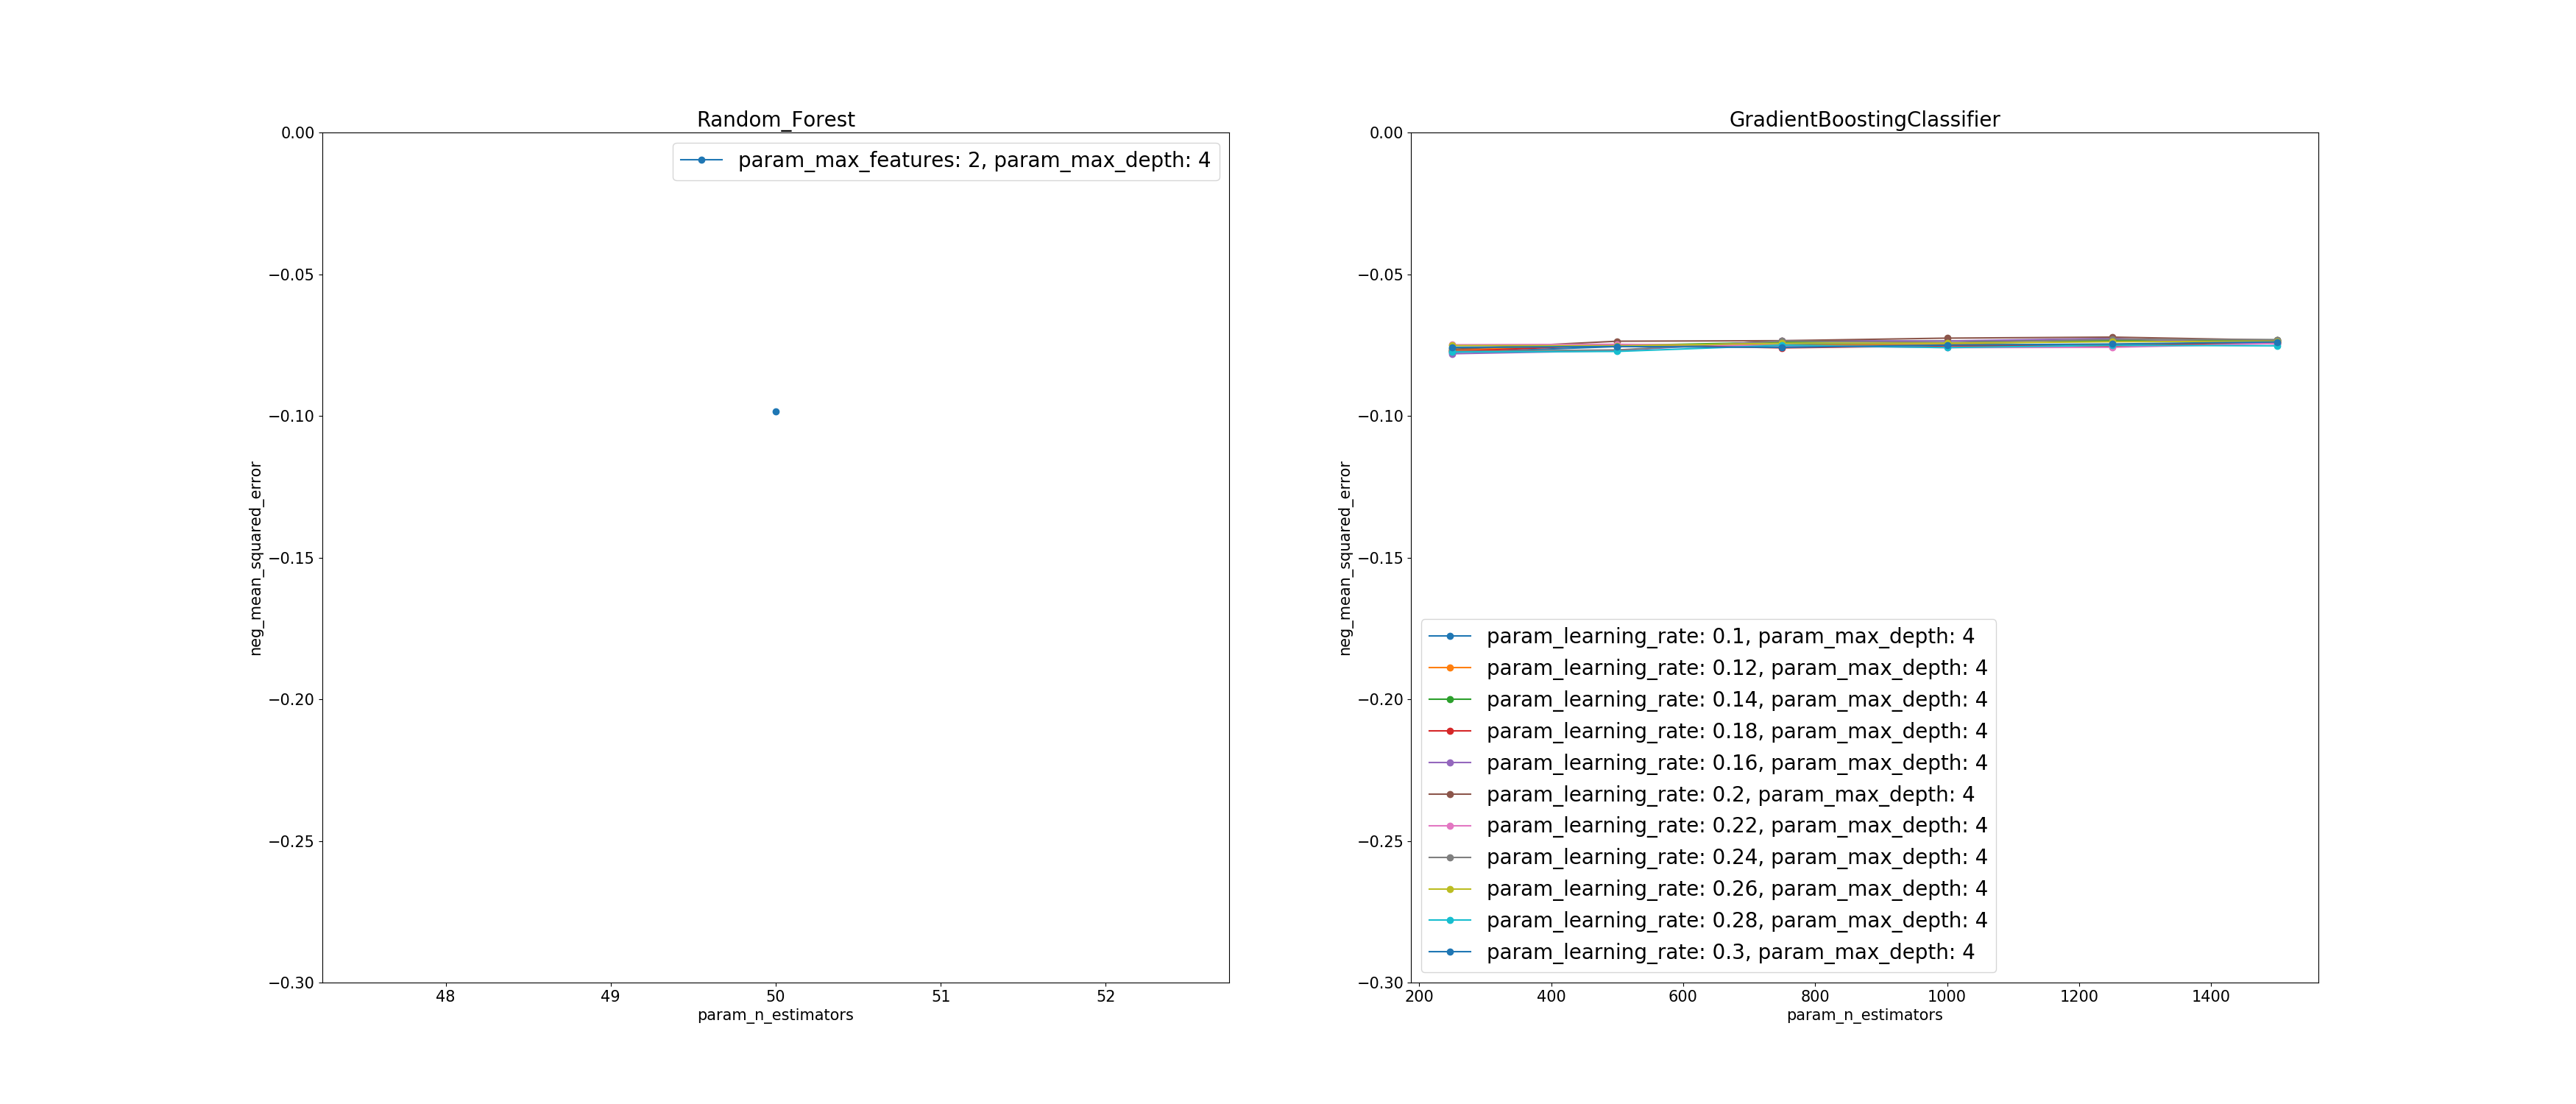 Random_Forest
0.00
−0.05
−0.10
−0.15
−0.20
−0.25
−0.30
neg_mean_squared_error
param_max_features: 2, param_max_depth: 4
48 49 50 51 52
param_n_estimators
GradientBoostingClassifier
0.00
−0.05
−0.10
−0.15
−0.20
−0.25
−0.30
neg_mean_squared_error
param_learning_rate: 0.1, param_max_depth: 4
param_learning_rate: 0.12, param_max_depth: 4
param_learning_rate: 0.14, param_max_depth: 4
param_learning_rate: 0.18, param_max_depth: 4
param_learning_rate: 0.16, param_max_depth: 4
param_learning_rate: 0.2, param_max_depth: 4
param_learning_rate: 0.22, param_max_depth: 4
param_learning_rate: 0.24, param_max_depth: 4
param_learning_rate: 0.26, param_max_depth: 4
param_learning_rate: 0.28, param_max_depth: 4
param_learning_rate: 0.3, param_max_depth: 4
200 400 600 800 1000 1200 1400
param_n_estimators